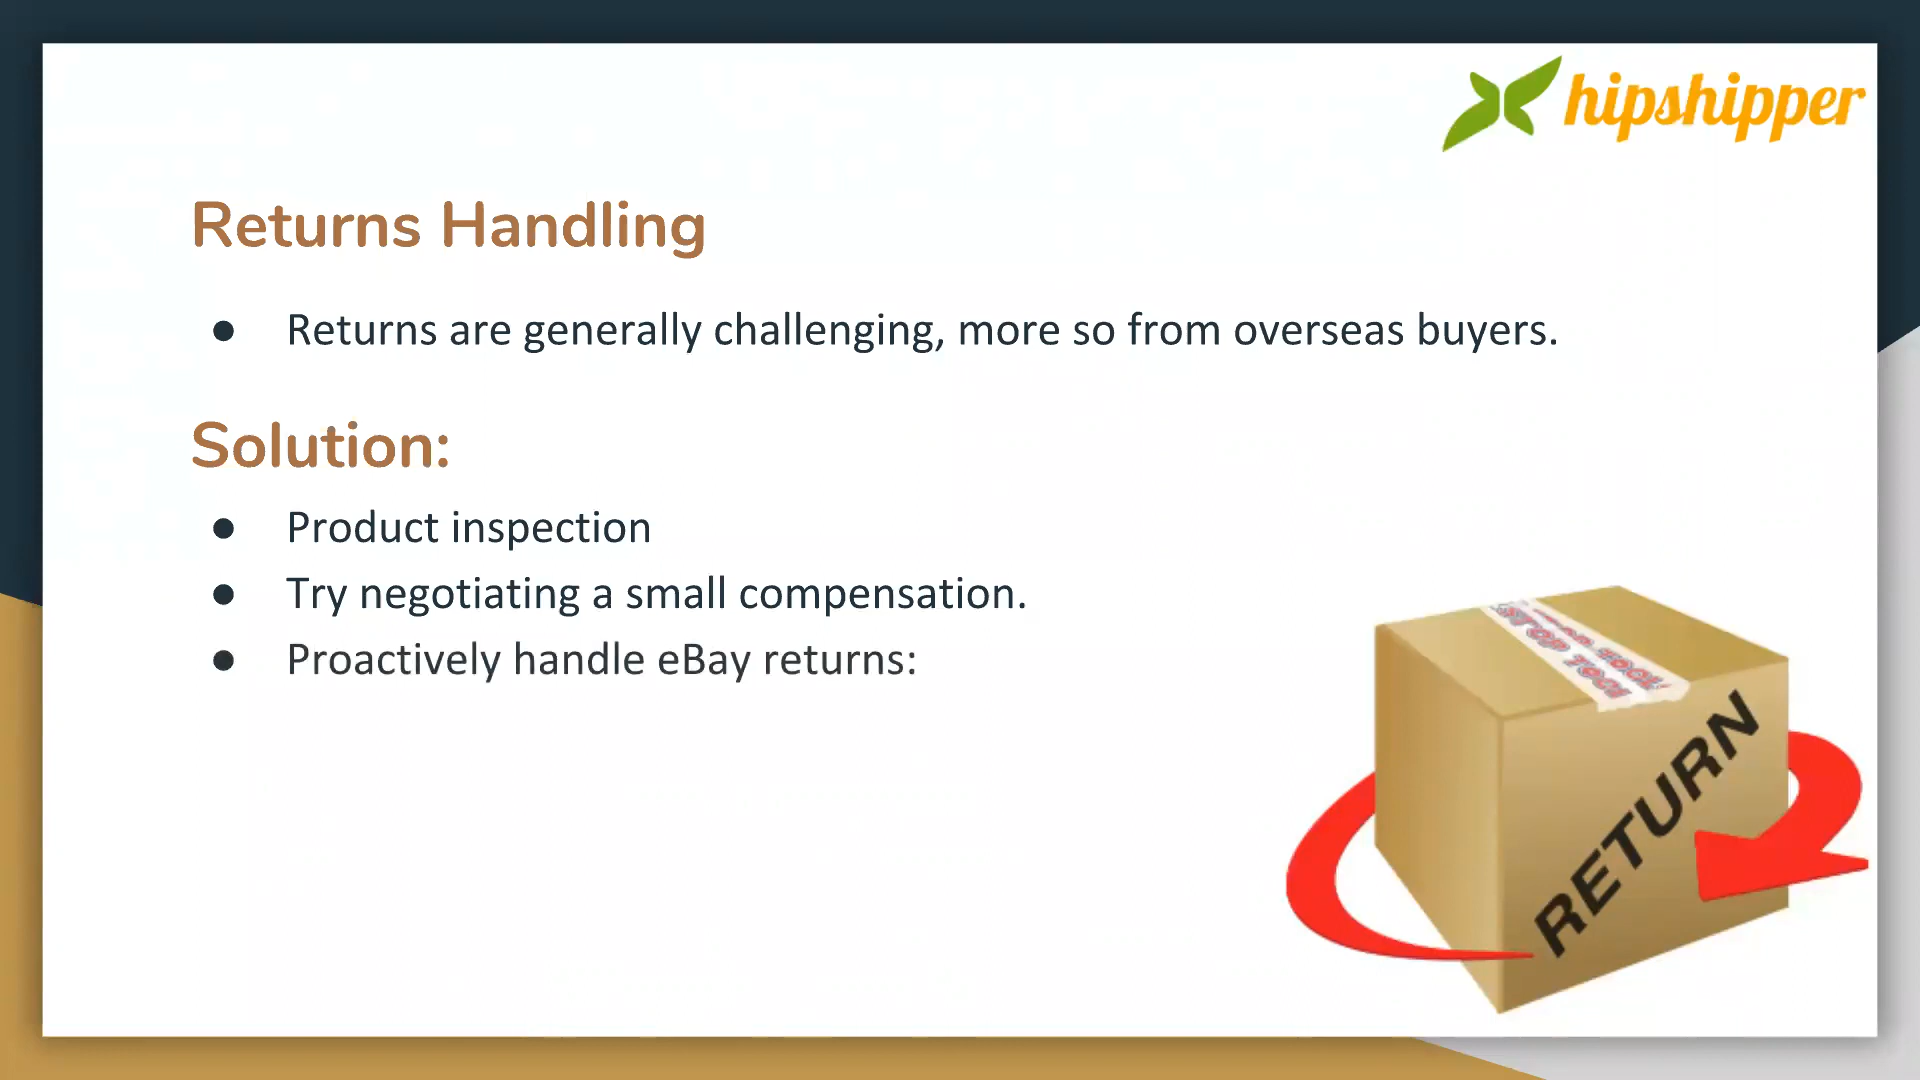 hipshipper
Returns Handling
● Returns are generally challenging, more so from overseas buyers.
Solution:
● Product inspection
● Try negotiating a small compensation.
● Proactively handle eBay returns:
RETURN